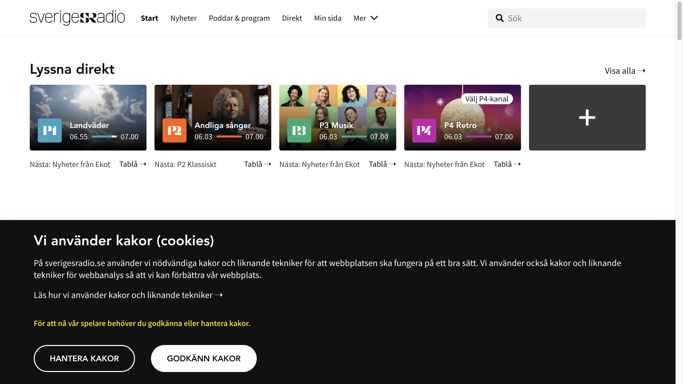 sverigesRadio
Start
Nyheter
Poddar & program
Direkt
Min sida
Mer
Sök
Lyssna direkt
Visa alla →
P1
Landväder
06.55
07.00
P2
Andliga sånger
06.03
07.00
P3
P3 Musik
06.03
07.00
Välj P4-kanal
P4
P4 Retro
06.03
07.00
+
Nästa: Nyheter från Ekot
Tablå →
Nästa: P2 Klassiskt
Tablå →
Nästa: Nyheter från Ekot
Tablå →
Nästa: Nyheter från Ekot
Tablå →
Vi använder kakor (cookies)
På sverigesradio.se använder vi nödvändiga kakor och liknande tekniker för att webbplatsen ska fungera på ett bra sätt. Vi använder också kakor och liknande
tekniker för webbanalys så att vi kan förbättra vår webbplats.
Läs hur vi använder kakor och liknande tekniker →
För att nå vår spelare behöver du godkänna eller hantera kakor.
HANTERA KAKOR
GODKÄNN KAKOR